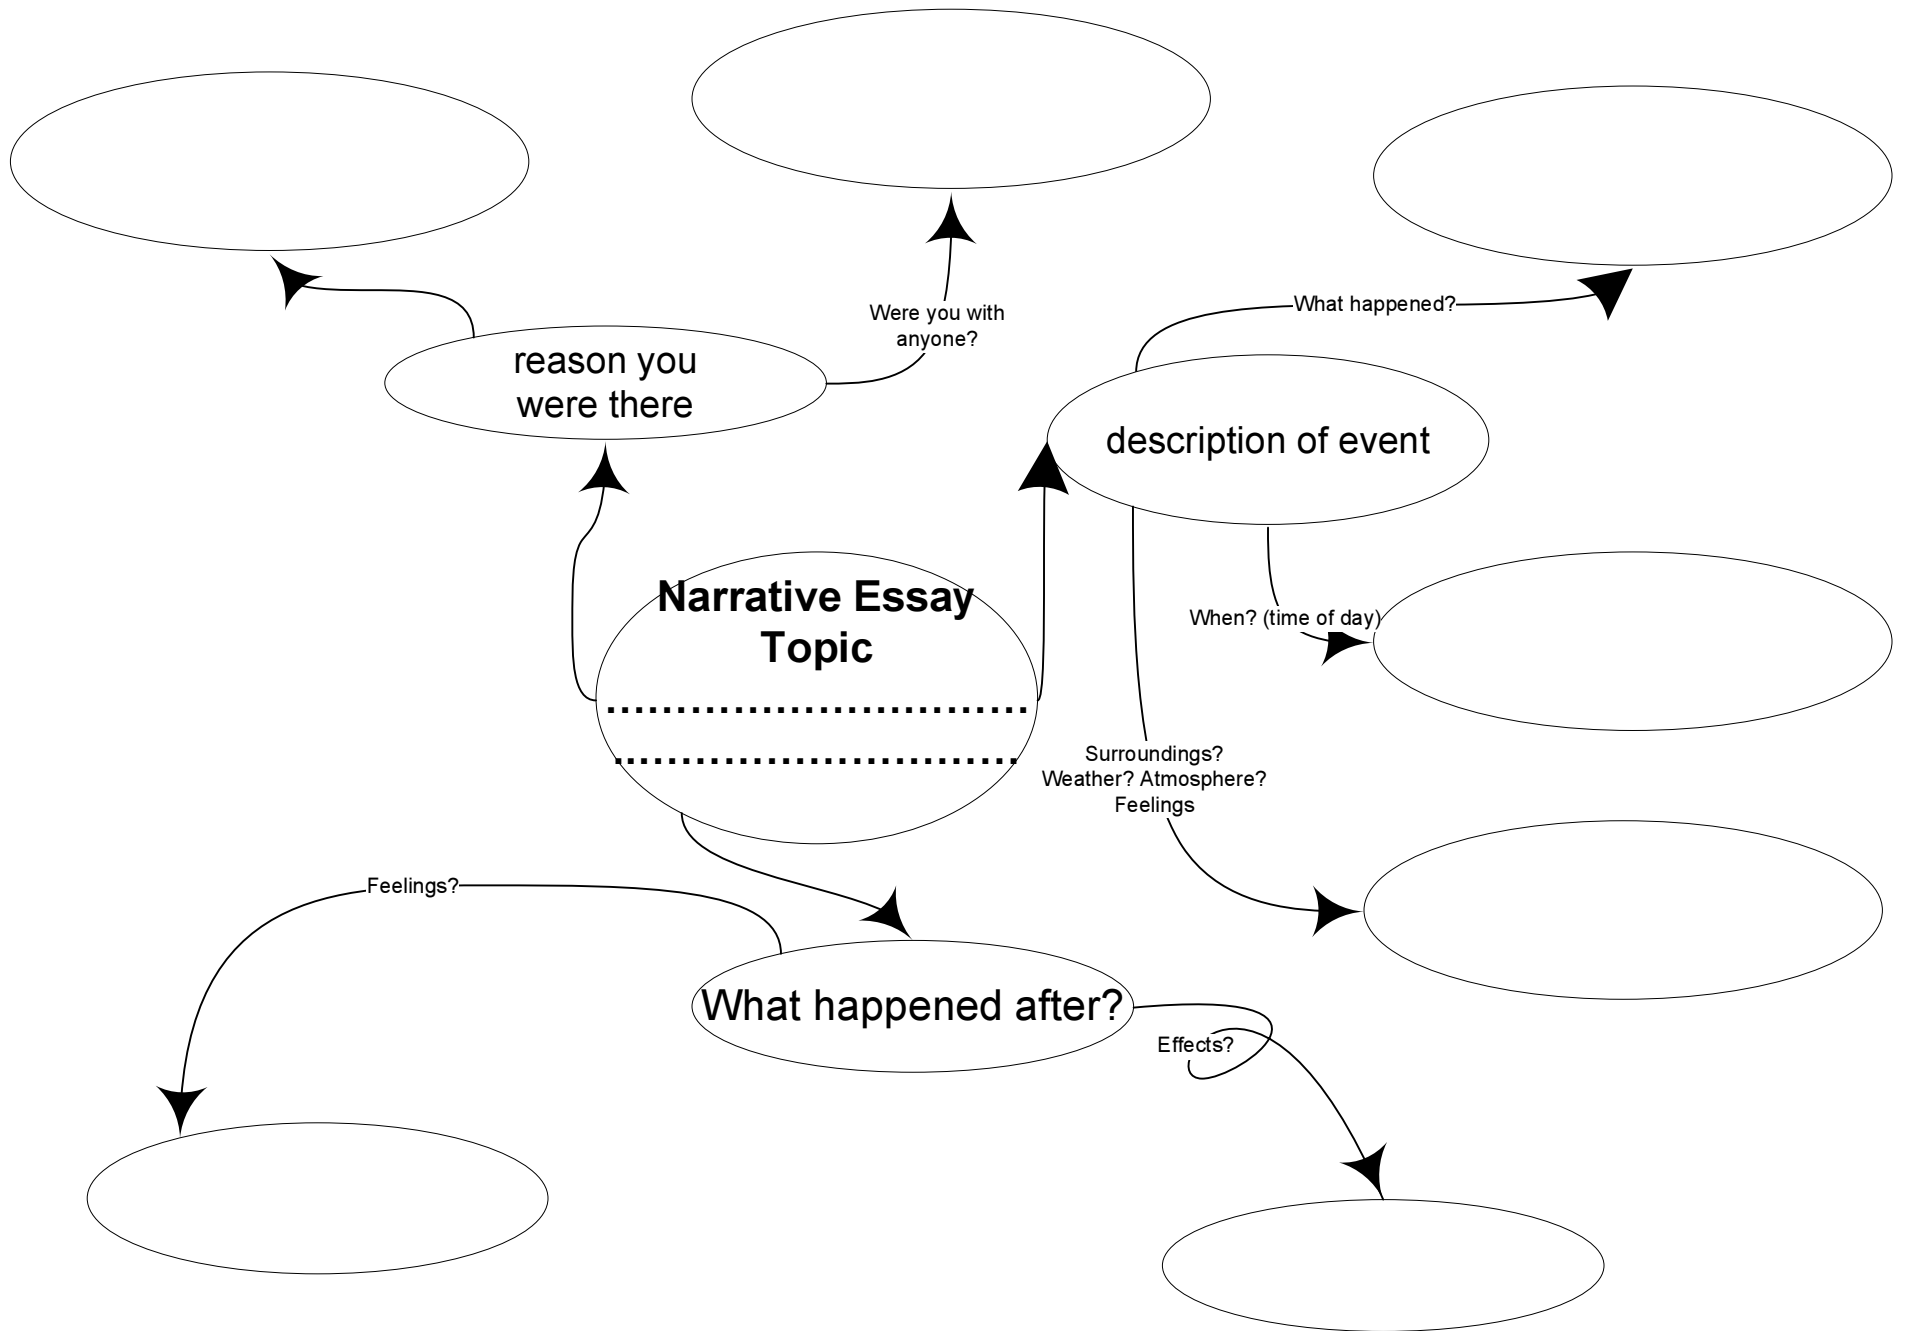 Were you with
anyone?
What happened?
reason you
were there
description of event
Narrative Essay
Topic
..............................
.............................
When? (time of day)
Surroundings?
Weather? Atmosphere?
Feelings
Feelings?
What happened after?
Effects?